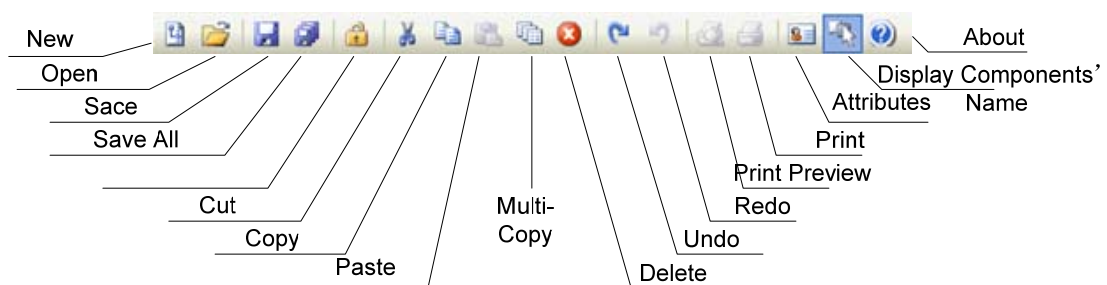 New
Open
Sace
Save All
Cut
Copy
Paste
Multi-
Copy
Delete
Undo
Redo
Print Preview
Print
Attributes
Display Components’
Name
About